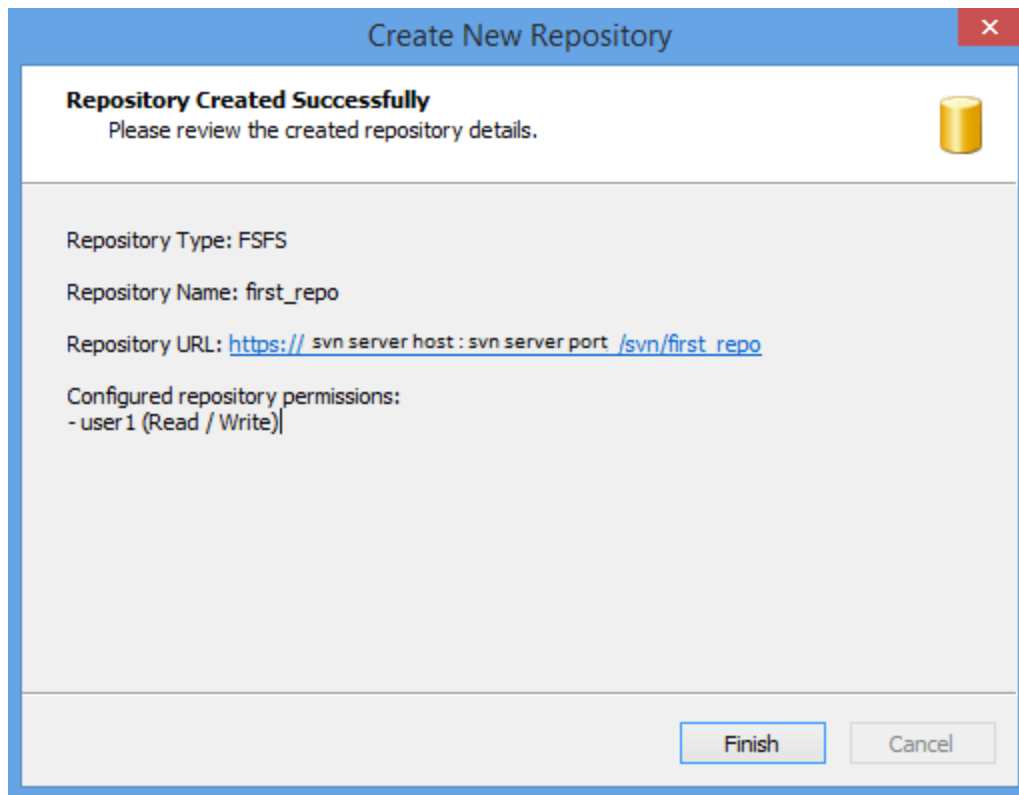 Create New Repository
Repository Created Successfully
Please review the created repository details.
Repository Type: FSFS
Repository Name: first_repo
Repository URL: https:// svn server host : svn server port /svn/first_repo
Configured repository permissions:
- user1 (Read / Write)
Finish Cancel